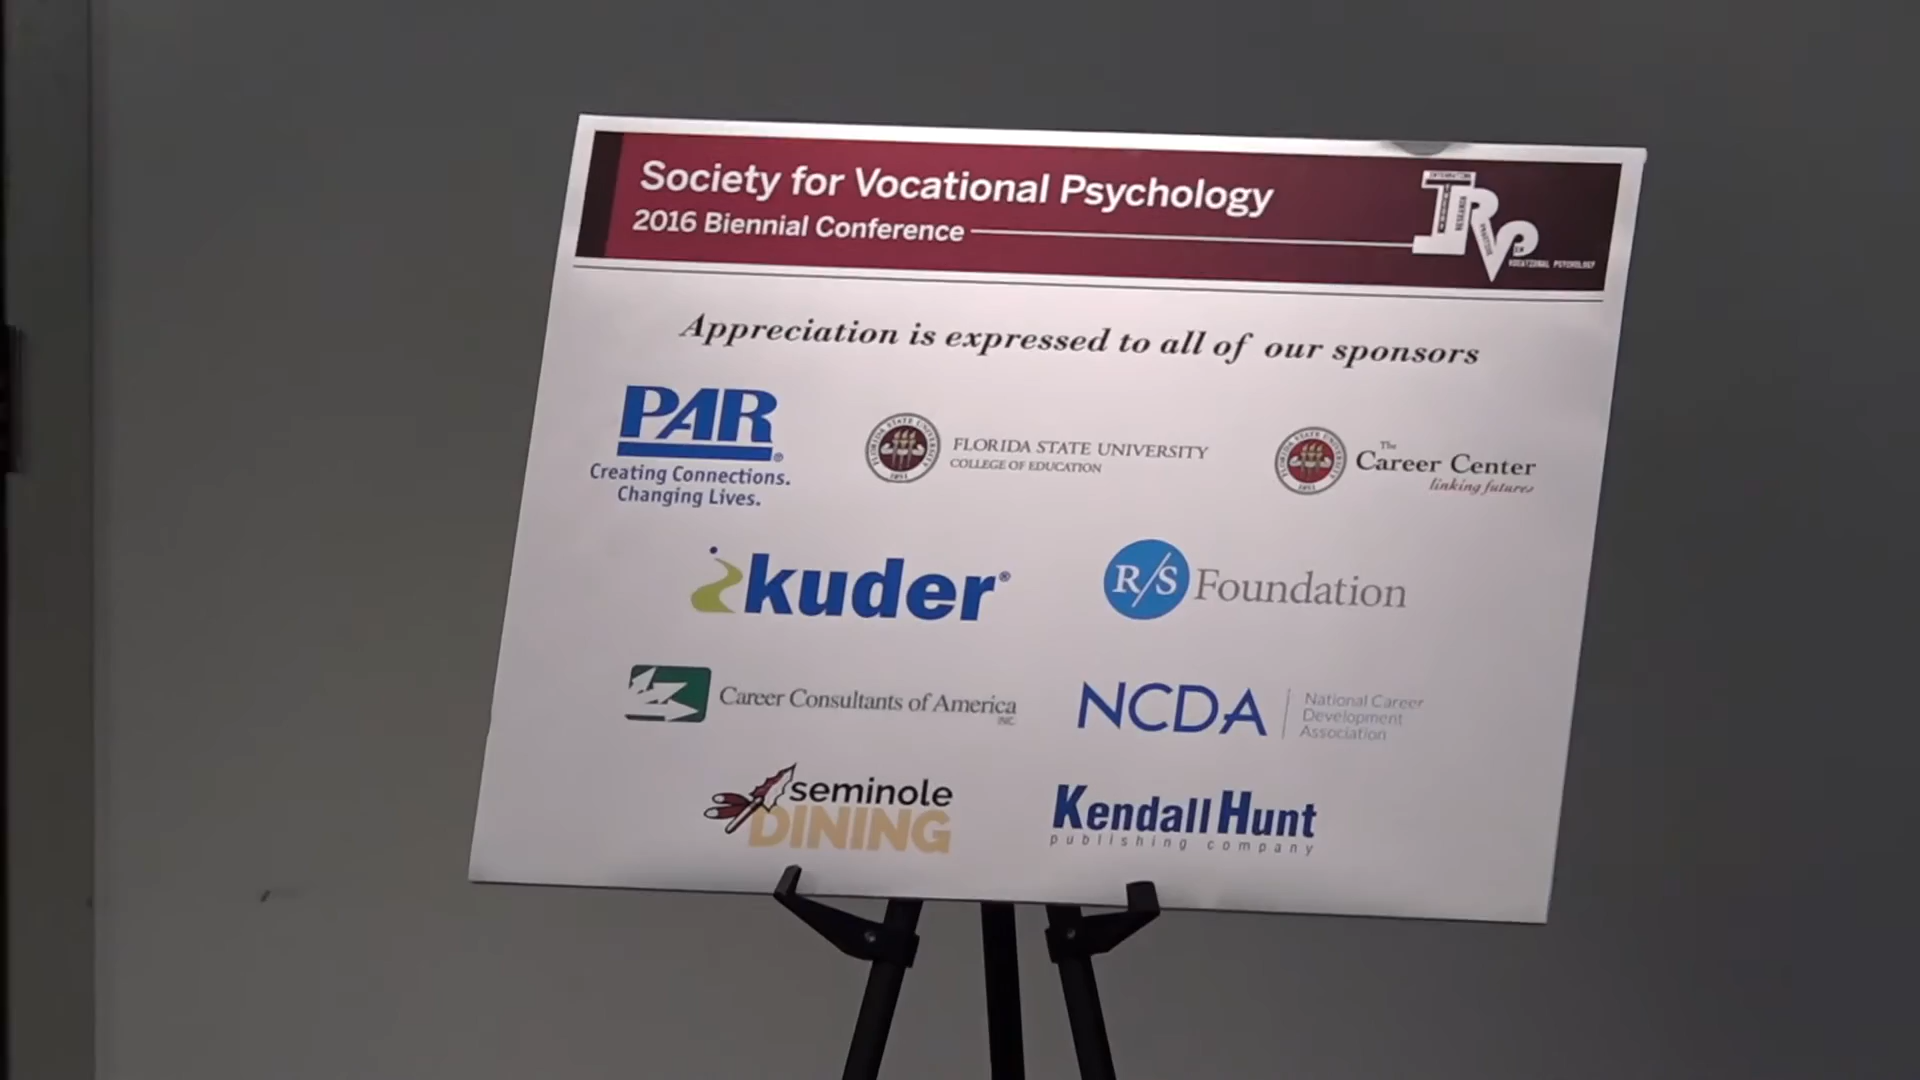 Society for Vocational Psychology
2016 Biennial Conference
VOCATIONAL PSYCHOLOGY
Appreciation is expressed to all of our sponsors
PAR®
Creating Connections.
Changing Lives.
FLORIDA STATE UNIVERSITY
COLLEGE OF EDUCATION
The
Career Center
linking futures
kuder®
R/S Foundation
Career Consultants of America
INC.
NCDA
National Career
Development
Association
seminole
DINING
Kendall Hunt
publishing company